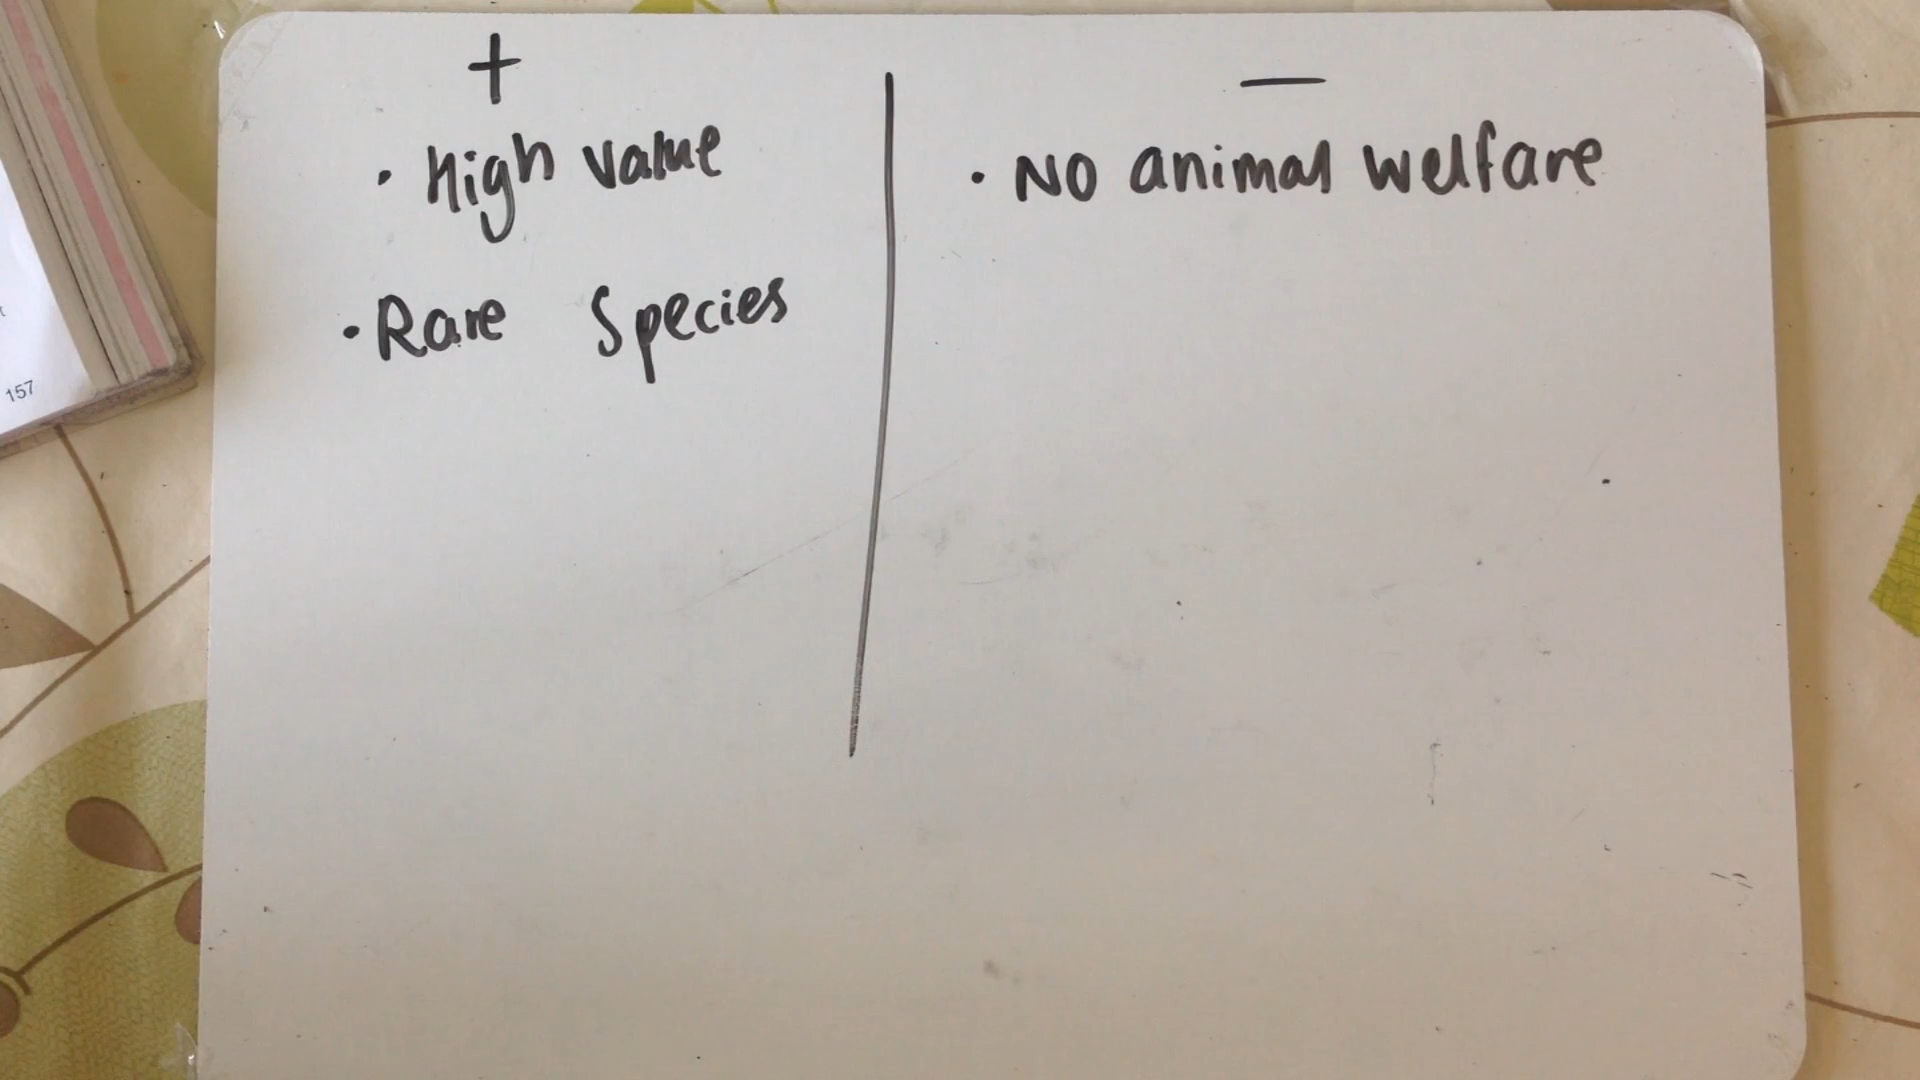 +
• High value
• Rare Species
—
• No animal welfare
157